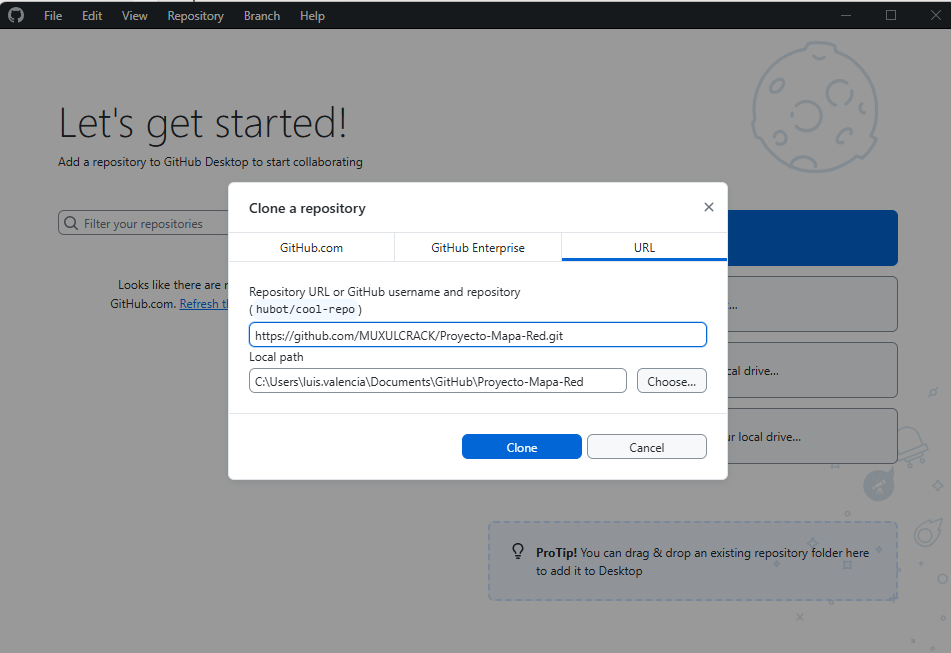 File Edit View Repository Branch Help
Let's get started!
Add a repository to GitHub Desktop to start collaborating
Filter your repositories
Looks like there are
GitHub.com. Refresh
Clone a repository
GitHub.com GitHub Enterprise URL
Repository URL or GitHub username and repository
(hubot/cool-repo)
https://github.com/MUXULCRACK/Proyecto-Mapa-Red.git
Local path
C:\Users\luis.valencia\Documents\GitHub\Proyecto-Mapa-Red Choose...
Clone Cancel
...
cal drive...
r local drive...
ProTip! You can drag & drop an existing repository folder here
to add it to Desktop